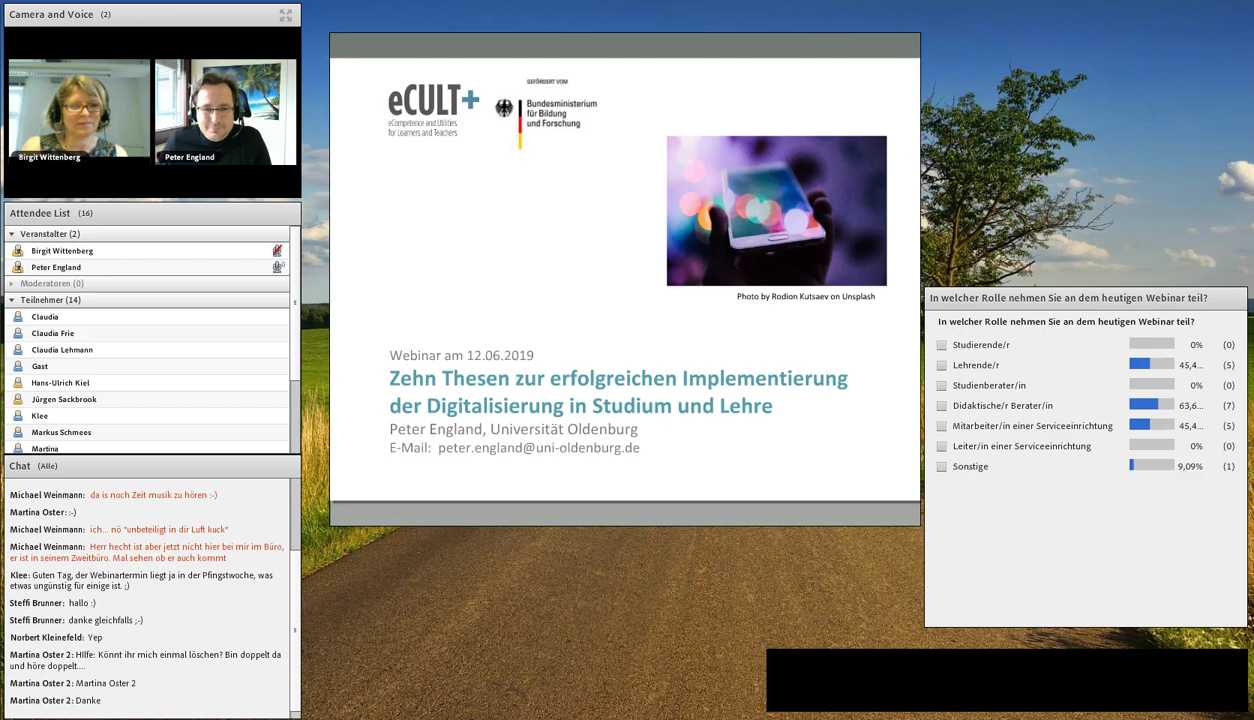 Camera and Voice (2)
Birgit Wittenberg
Peter England
Attendee List (16)
Veranstalter (2)
Birgit Wittenberg
Peter England
Moderatoren (0)
Teilnehmer (14)
Claudia
Claudia Frie
Claudia Lehmann
Gast
Hans-Ulrich Kiel
Jürgen Sackbrook
Klee
Markus Schmees
Martina
Chat (Alle)
Michael Weinmann: da is noch Zeit musik zu hören :-)
Martina Oster: :-)
Michael Weinmann: ich... nö "unbeteiligt in dir Luft kuck"
Michael Weinmann: Herr hecht ist aber jetzt nicht hier bei mir im Büro,
er ist in seinem Zweitbüro. Mal sehen ob er auch kommt
Klee: Guten Tag, der Webinartermin liegt ja in der Pfingstwoche, was
etwas ungünstig für einige ist. ;)
Steffi Brunner: hallo :)
Steffi Brunner: danke gleichfalls ;-)
Norbert Kleinefeld: Yep
Martina Oster 2: HIlfe: Könnt ihr mich einmal löschen? Bin doppelt da
und höre doppelt....
Martina Oster 2: Martina Oster 2
Martina Oster 2: Danke
eCULT+
eCompetence and Utilities
for Learners and Teachers
GEFÖRDERT VOM
Bundesministerium
für Bildung
und Forschung
Photo by Rodion Kutsaev on Unsplash
Webinar am 12.06.2019
Zehn Thesen zur erfolgreichen Implementierung
der Digitalisierung in Studium und Lehre
Peter England, Universität Oldenburg
E-Mail: peter.england@uni-oldenburg.de
In welcher Rolle nehmen Sie an dem heutigen Webinar teil?
In welcher Rolle nehmen Sie an dem heutigen Webinar teil?
Studierende/r 0% (0)
Lehrende/r 45,4... (5)
Studienberater/in 0% (0)
Didaktische/r Berater/in 63,6... (7)
Mitarbeiter/in einer Serviceeinrichtung 45,4... (5)
Leiter/in einer Serviceeinrichtung 0% (0)
Sonstige 9,09% (1)